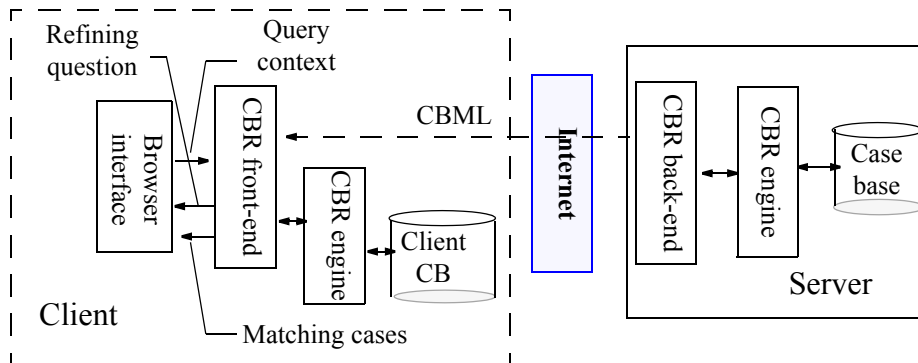 Refining
question
Query
context
CBML
Browser
interface
CBR front-end
CBR engine
Client
CB
Internet
CBR back-end
CBR engine
Case
base
Client
Matching cases
Server